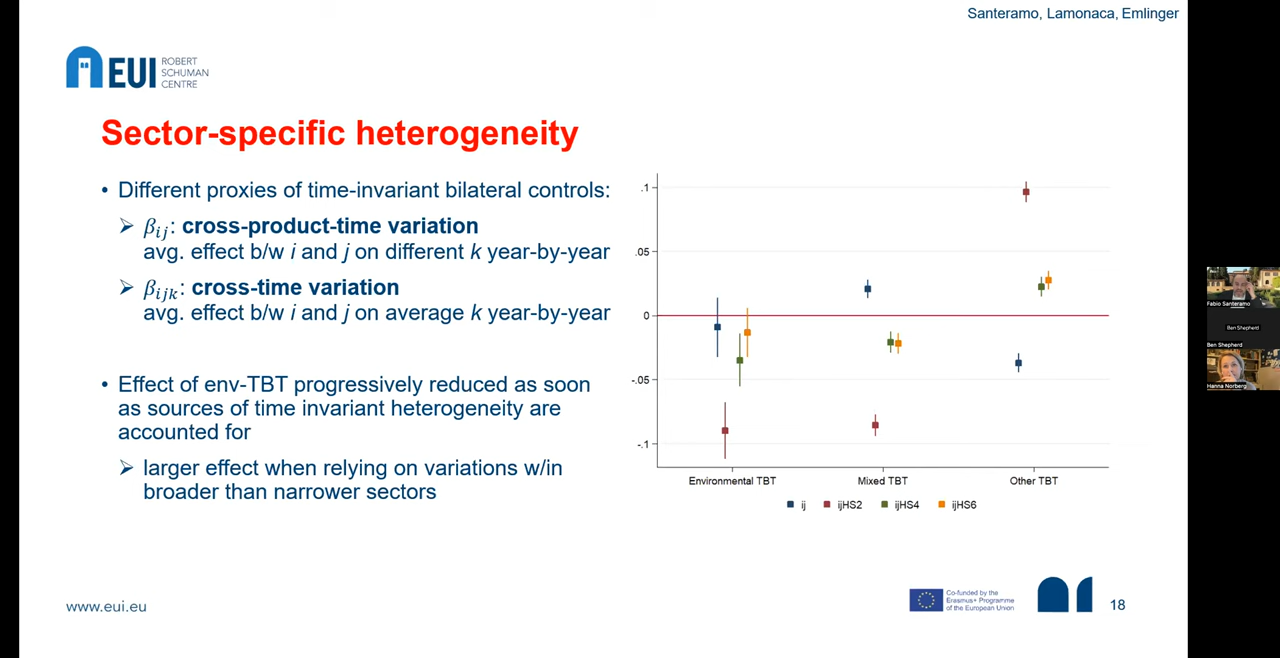 Santeramo, Lamonaca, Emlinger
EUI
ROBERT
SCHUMAN
CENTRE
Sector-specific heterogeneity
• Different proxies of time-invariant bilateral controls:
➢ βij: cross-product-time variation
avg. effect b/w i and j on different k year-by-year
➢ βijk: cross-time variation
avg. effect b/w i and j on average k year-by-year
• Effect of env-TBT progressively reduced as soon
as sources of time invariant heterogeneity are
accounted for
➢ larger effect when relying on variations w/in
broader than narrower sectors
.1
.05
0
-.05
-.1
Environmental TBT Mixed TBT Other TBT
ij ijHS2 ijHS4 ijHS6
Fabio Santeramo
Ben Shepherd
Ben Shepherd
Hanna Norberg
www.eui.eu
Co-funded by the
Erasmus+ Programme
of the European Union
18